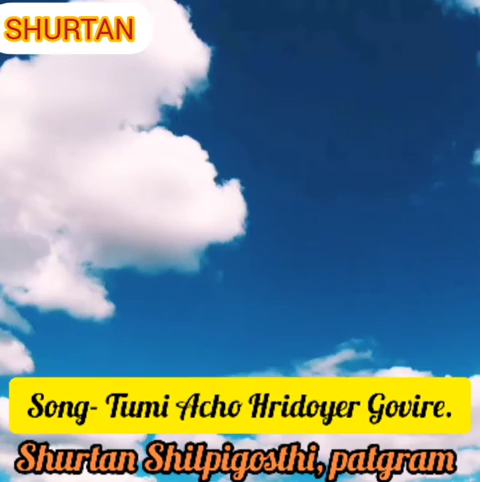 SHURTAN
Song- Tumi Acho Hridoyer Govire.
Shurtan Shilpigosthi, patgram